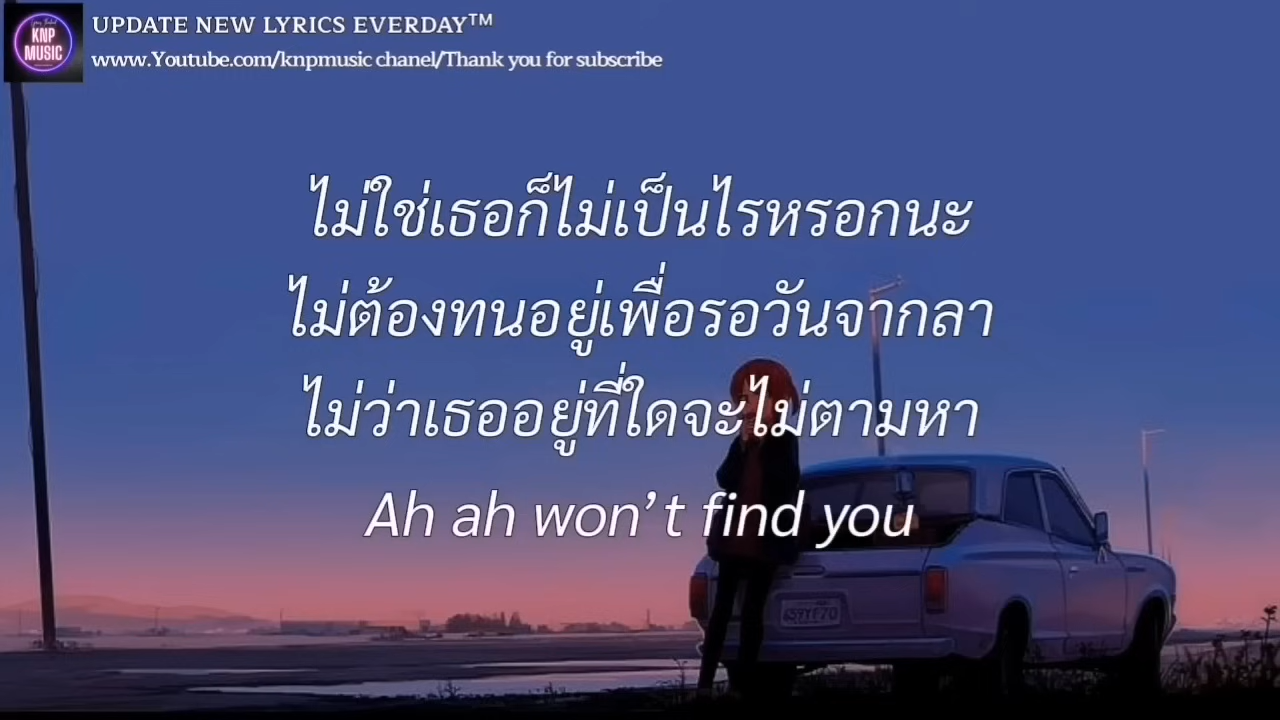 UPDATE NEW LYRICS EVERDAY™
www.Youtube.com/knpmusic chanel/Thank you for subscribe
KNP
MUSIC
ไม่ใช่เธอก็ไม่เป็นไรหรอกนะ
ไม่ต้องทนอยู่เพื่อรอวันจากลา
ไม่ว่าเธออยู่ที่ใดจะไม่ตามหา
Ah ah won't find you